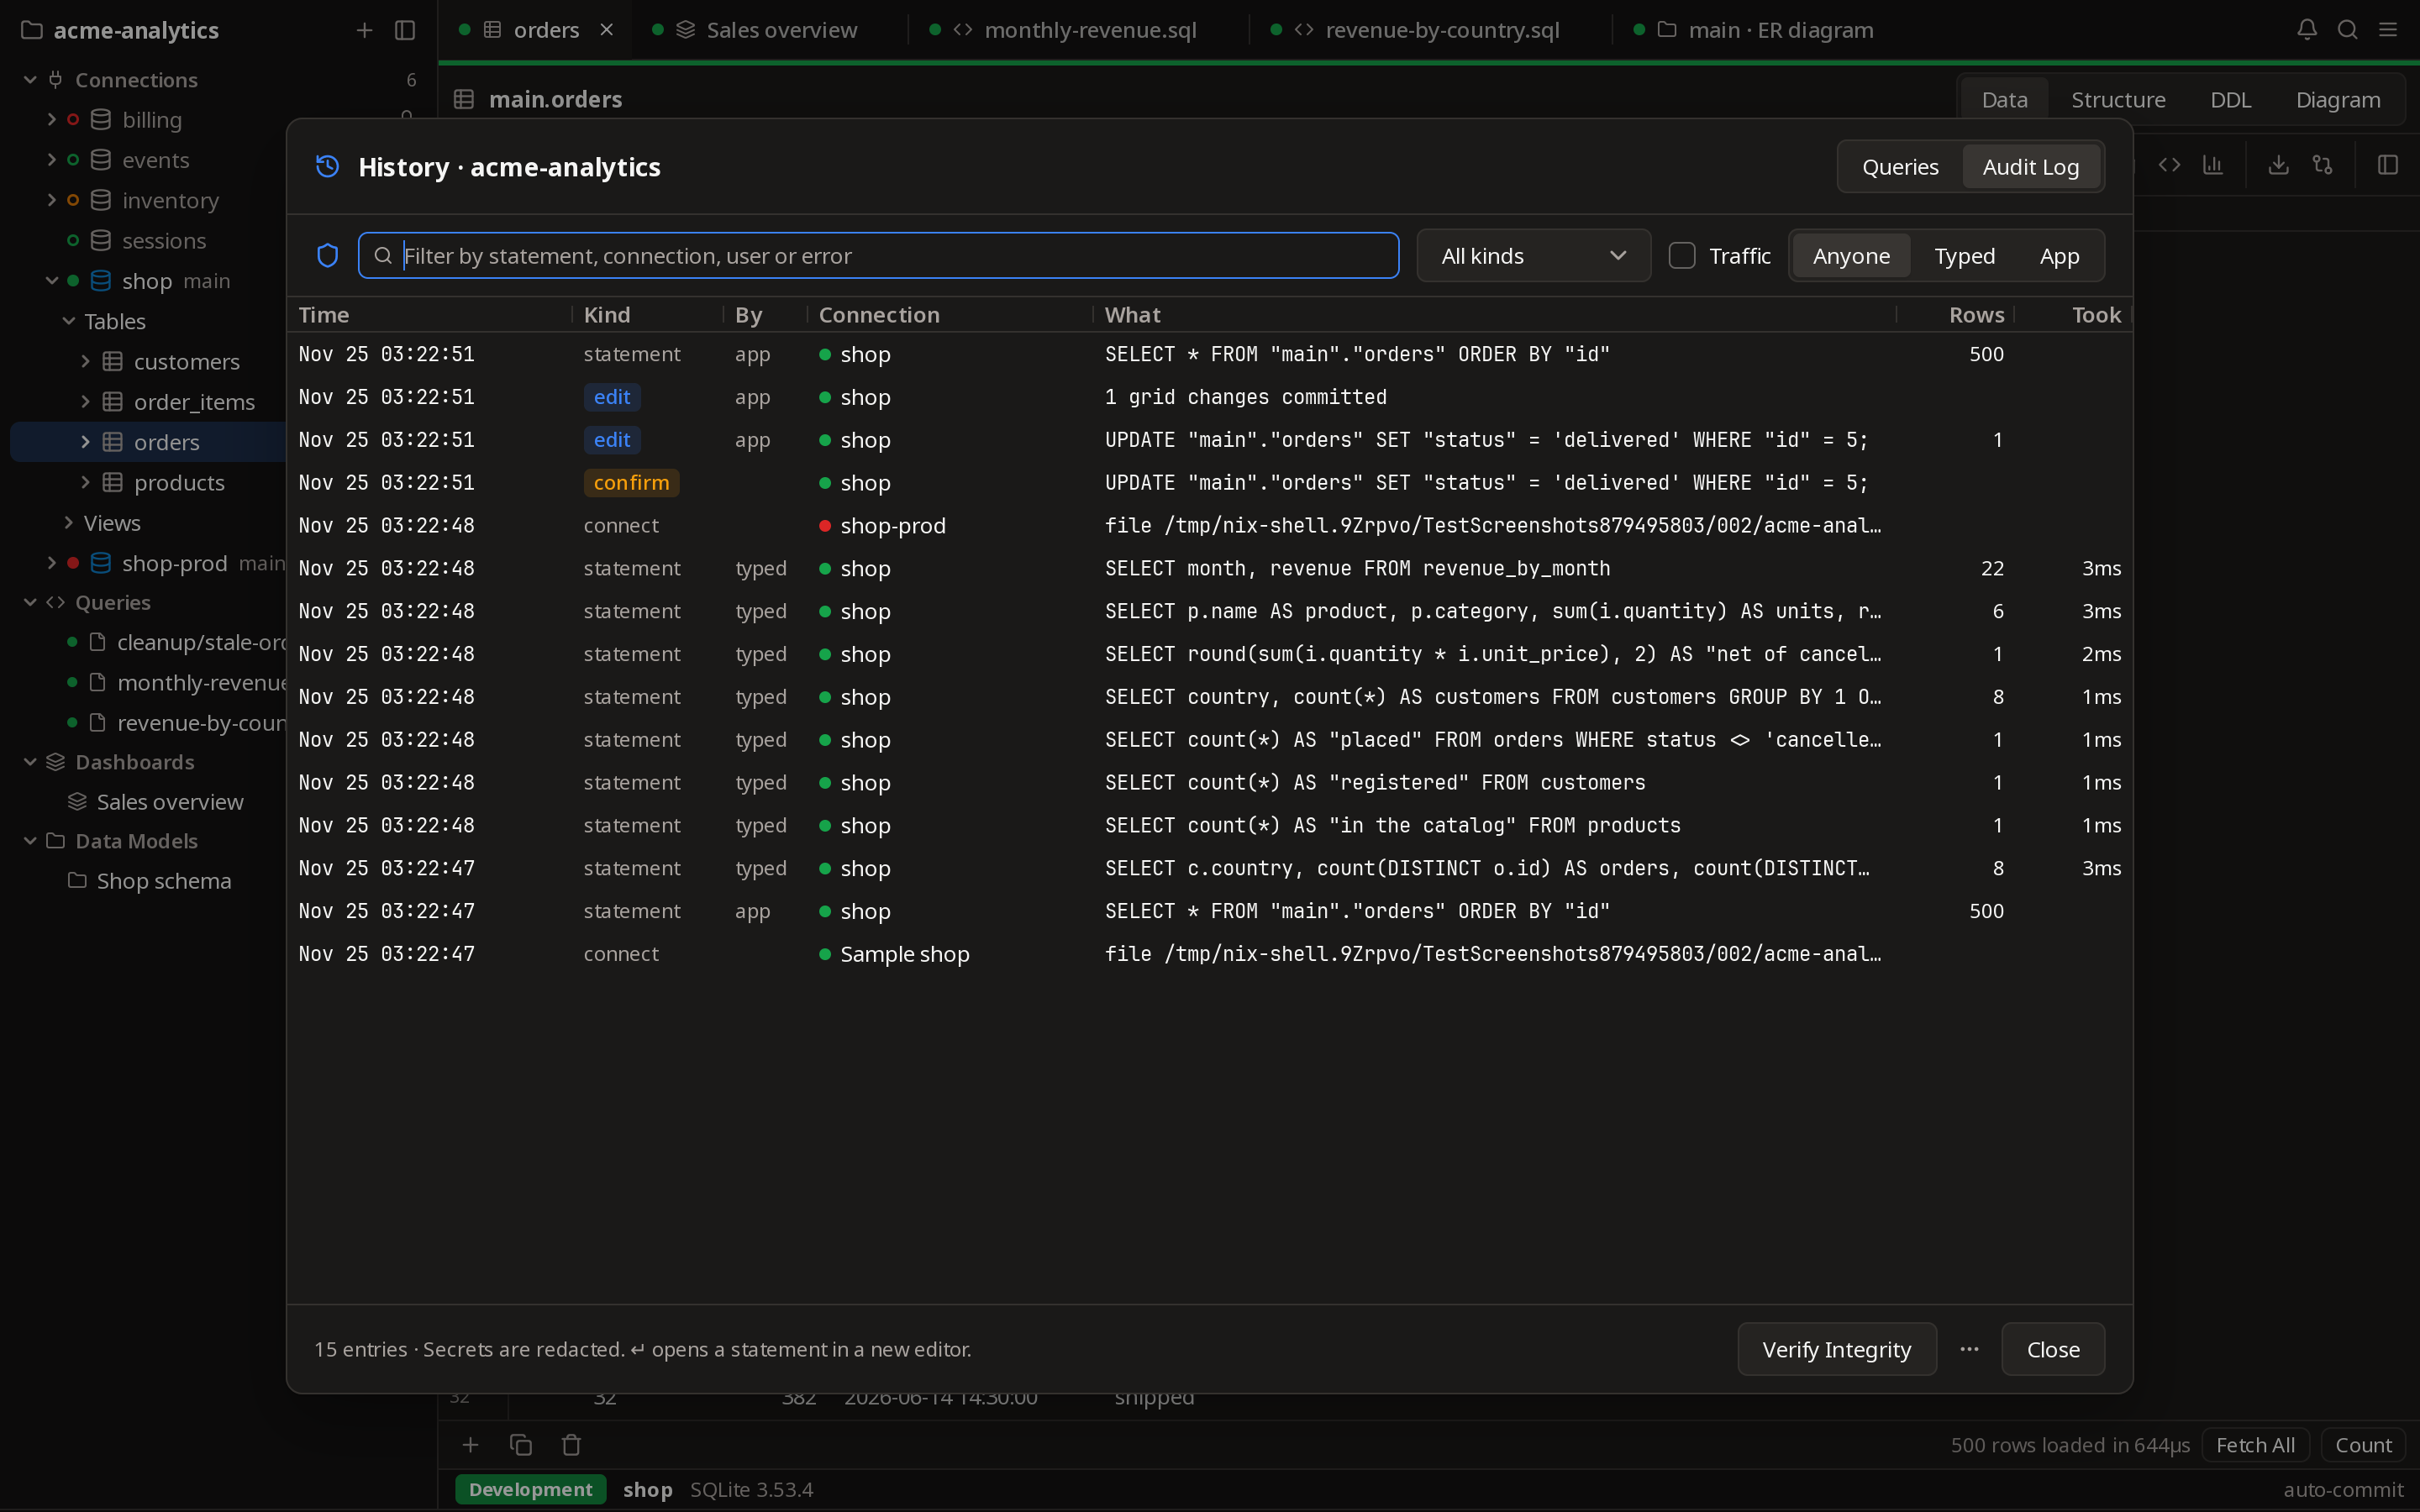 acme-analytics
Connections 6
billing
events
inventory
sessions
shop main
Tables
customers
order_items
orders
products
Views
shop-prod main
Queries
cleanup/stale-ord
monthly-revenue
revenue-by-coun
Dashboards
Sales overview
Data Models
Shop schema
orders Sales overview monthly-revenue.sql revenue-by-country.sql main · ER diagram
main.orders Data Structure DDL Diagram
History · acme-analytics Queries Audit Log
Filter by statement, connection, user or error All kinds Traffic Anyone Typed App
Time Kind By Connection What Rows Took
Nov 25 03:22:51 statement app shop SELECT * FROM "main"."orders" ORDER BY "id" 500
Nov 25 03:22:51 edit app shop 1 grid changes committed
Nov 25 03:22:51 edit app shop UPDATE "main"."orders" SET "status" = 'delivered' WHERE "id" = 5; 1
Nov 25 03:22:51 confirm shop UPDATE "main"."orders" SET "status" = 'delivered' WHERE "id" = 5;
Nov 25 03:22:48 connect shop-prod file /tmp/nix-shell.9Zrpvo/TestScreenshots879495803/002/acme-anal…
Nov 25 03:22:48 statement typed shop SELECT month, revenue FROM revenue_by_month 22 3ms
Nov 25 03:22:48 statement typed shop SELECT p.name AS product, p.category, sum(i.quantity) AS units, r… 6 3ms
Nov 25 03:22:48 statement typed shop SELECT round(sum(i.quantity * i.unit_price), 2) AS "net of cancel… 1 2ms
Nov 25 03:22:48 statement typed shop SELECT country, count(*) AS customers FROM customers GROUP BY 1 O… 8 1ms
Nov 25 03:22:48 statement typed shop SELECT count(*) AS "placed" FROM orders WHERE status <> 'cancelle… 1 1ms
Nov 25 03:22:48 statement typed shop SELECT count(*) AS "registered" FROM customers 1 1ms
Nov 25 03:22:48 statement typed shop SELECT count(*) AS "in the catalog" FROM products 1 1ms
Nov 25 03:22:47 statement typed shop SELECT c.country, count(DISTINCT o.id) AS orders, count(DISTINCT… 8 3ms
Nov 25 03:22:47 statement app shop SELECT * FROM "main"."orders" ORDER BY "id" 500
Nov 25 03:22:47 connect Sample shop file /tmp/nix-shell.9Zrpvo/TestScreenshots879495803/002/acme-anal…
15 entries · Secrets are redacted. ↵ opens a statement in a new editor. Verify Integrity ··· Close
32 32 382 2026-06-14 14:30:00 shipped
500 rows loaded in 644µs Fetch All Count
Development shop SQLite 3.53.4 auto-commit